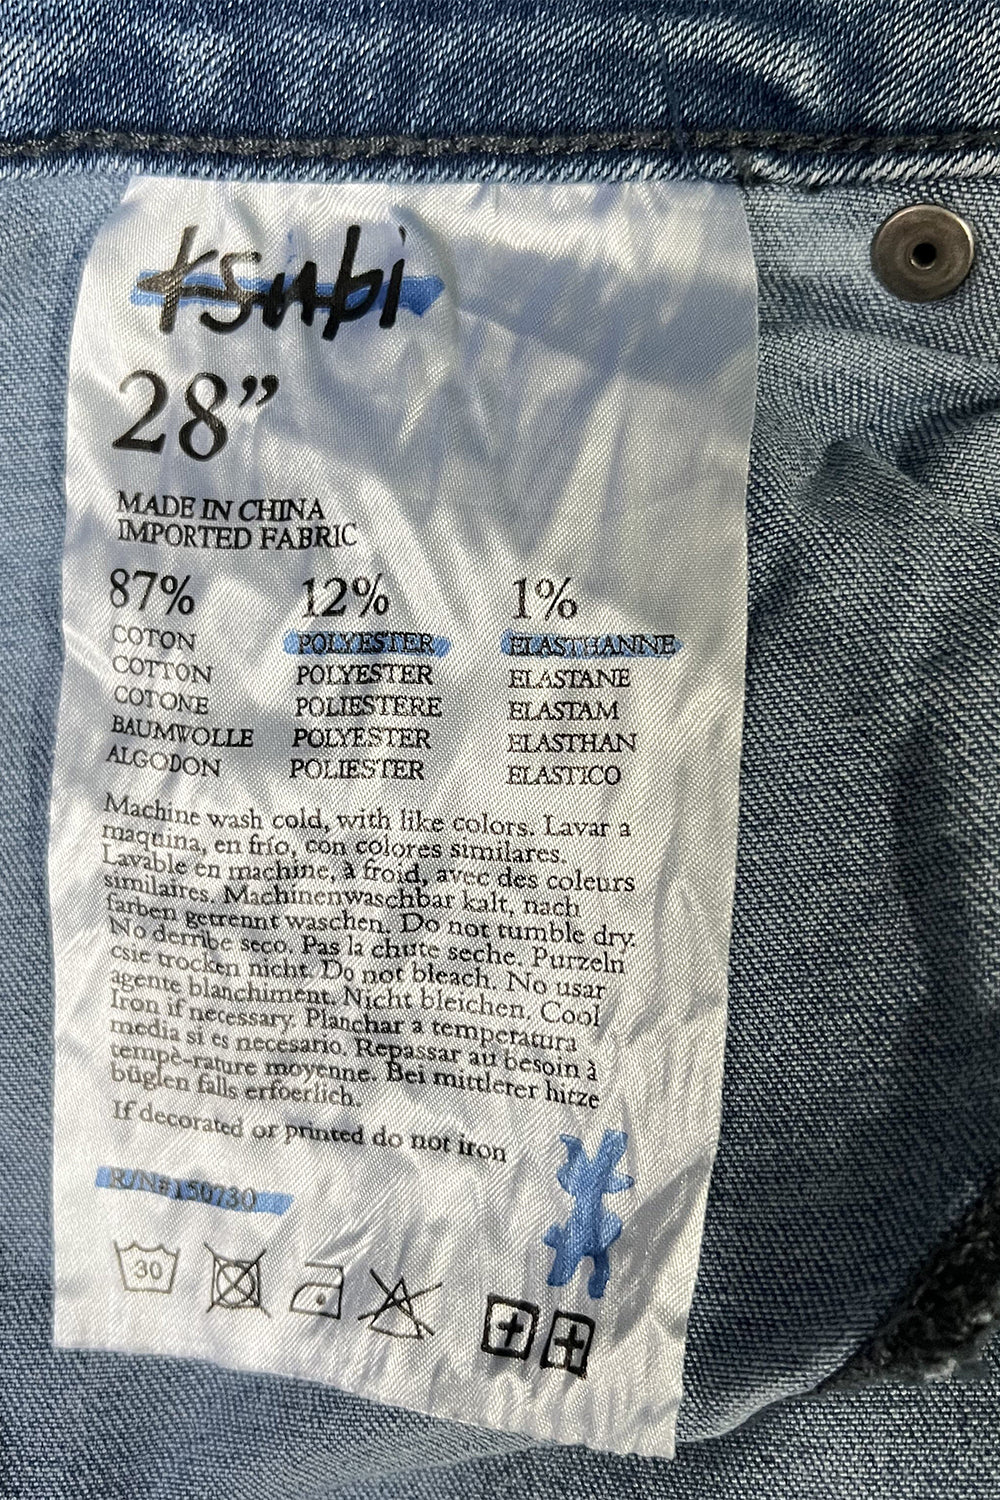 ksubi
28”
MADE IN CHINA
IMPORTED FABRIC
87% 12% 1%
COTON POLYESTER ELASTHANNE
COTTON POLYESTER ELASTANE
COTONE POLIESTERE ELASTAM
BAUMWOLLE POLYESTER ELASTHAN
ALGODON POLIESTER ELASTICO
Machine wash cold, with like colors. Lavar a
maquina, en frío, con colores similares.
Lavable en machine, à froid, avec des coleurs
similaires. Machinenwaschbar kalt, nach
farben getrennt waschen. Do not tumble dry.
No derribe seco. Pas la chute seche. Purzeln
csie trocken nicht. Do not bleach. No usar
agente blanchiment. Nicht bleichen. Cool
Iron if necessary. Planchar a temperatura
media si es necesario. Repassar au besoin à
tempè-rature moyenne. Bei mittlerer hitze
büglen falls erfoerlich.
If decorated or printed do not iron
R/N#150730
30